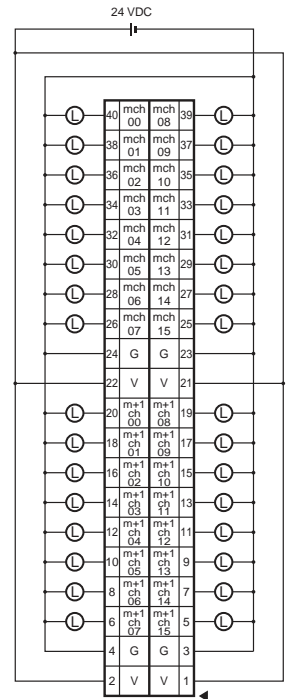 24 VDC
L 40 mch 00 mch 08 39 L
L 38 mch 01 mch 09 37 L
L 36 mch 02 mch 10 35 L
L 34 mch 03 mch 11 33 L
L 32 mch 04 mch 12 31 L
L 30 mch 05 mch 13 29 L
L 28 mch 06 mch 14 27 L
L 26 mch 07 mch 15 25 L
24 G G 23
22 V V 21
L 20 m+1 ch 00 m+1 ch 08 19 L
L 18 m+1 ch 01 m+1 ch 09 17 L
L 16 m+1 ch 02 m+1 ch 10 15 L
L 14 m+1 ch 03 m+1 ch 11 13 L
L 12 m+1 ch 04 m+1 ch 12 11 L
L 10 m+1 ch 05 m+1 ch 13 9 L
L 8 m+1 ch 06 m+1 ch 14 7 L
L 6 m+1 ch 07 m+1 ch 15 5 L
4 G G 3
2 V V 1